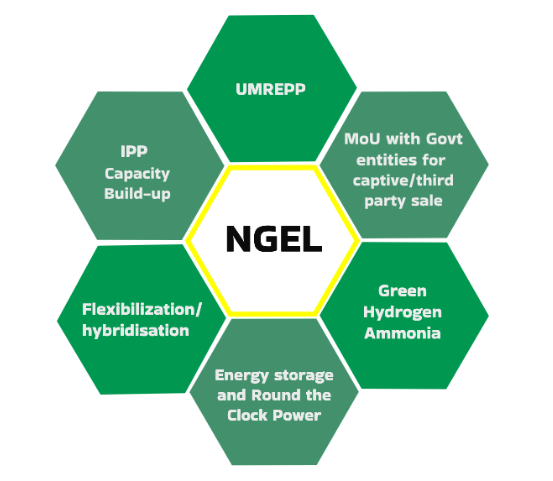 UMREPP
MoU with Govt
entities for
captive/third
party sale
IPP
Capacity
Build-up
NGEL
Green
Hydrogen
Ammonia
Flexibilization/
hybridisation
Energy storage
and Round the
Clock Power